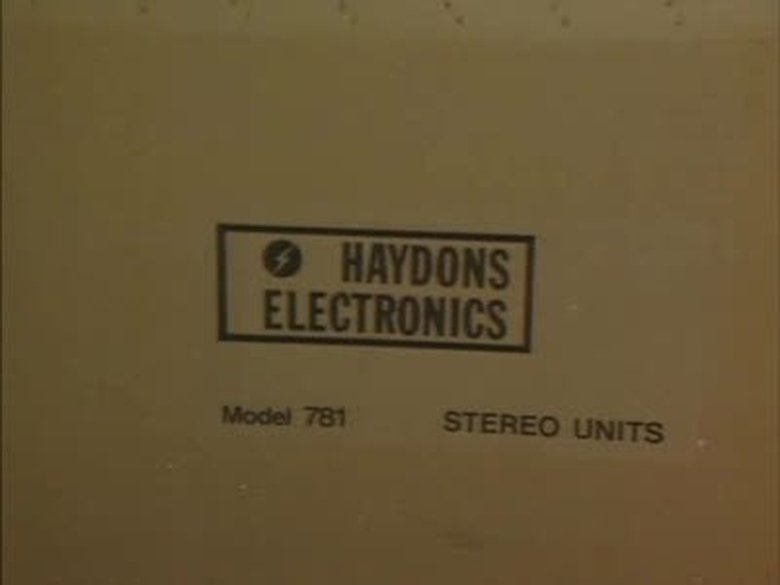 HAYDONS
ELECTRONICS
Model 781 STEREO UNITS